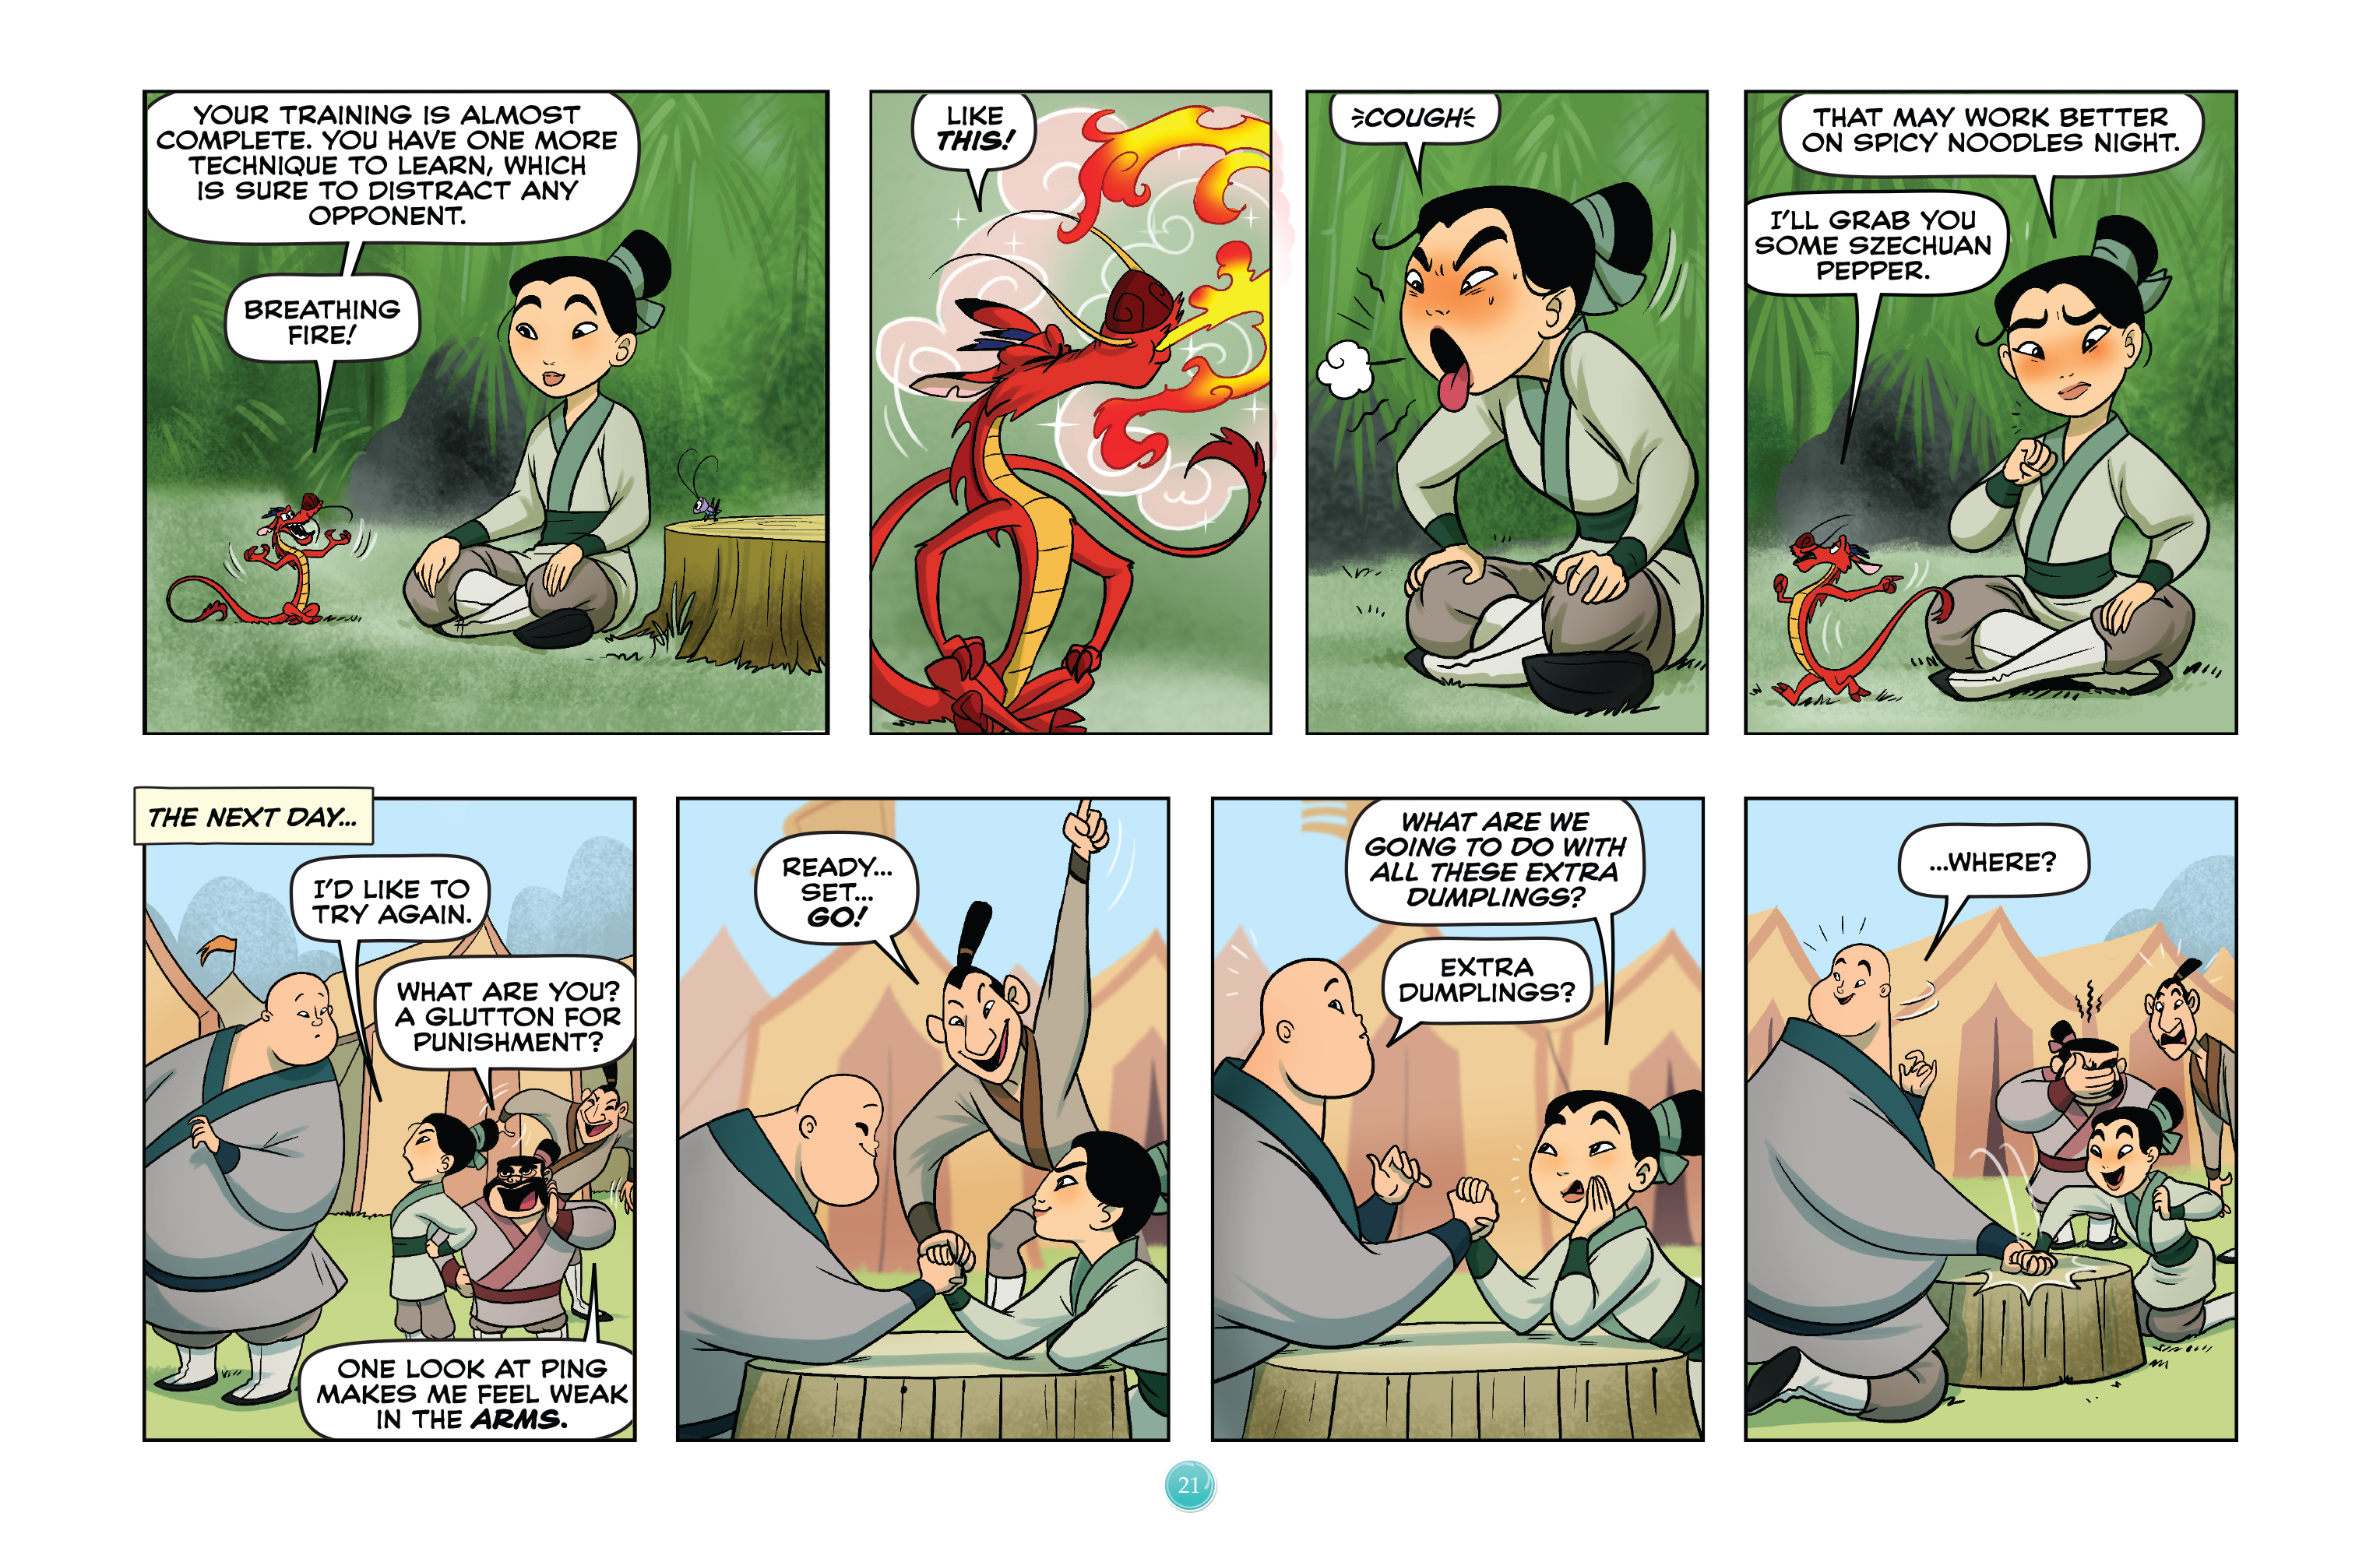 YOUR TRAINING IS ALMOST
COMPLETE. YOU HAVE ONE MORE
TECHNIQUE TO LEARN, WHICH
IS SURE TO DISTRACT ANY
OPPONENT.
BREATHING
FIRE!
LIKE
THIS!
COUGH
THAT MAY WORK BETTER
ON SPICY NOODLES NIGHT.
I'LL GRAB YOU
SOME SZECHUAN
PEPPER.
THE NEXT DAY...
I'D LIKE TO
TRY AGAIN.
WHAT ARE YOU?
A GLUTTON FOR
PUNISHMENT?
ONE LOOK AT PING
MAKES ME FEEL WEAK
IN THE ARMS.
READY...
SET...
GO!
WHAT ARE WE
GOING TO DO WITH
ALL THESE EXTRA
DUMPLINGS?
EXTRA
DUMPLINGS?
...WHERE?
21